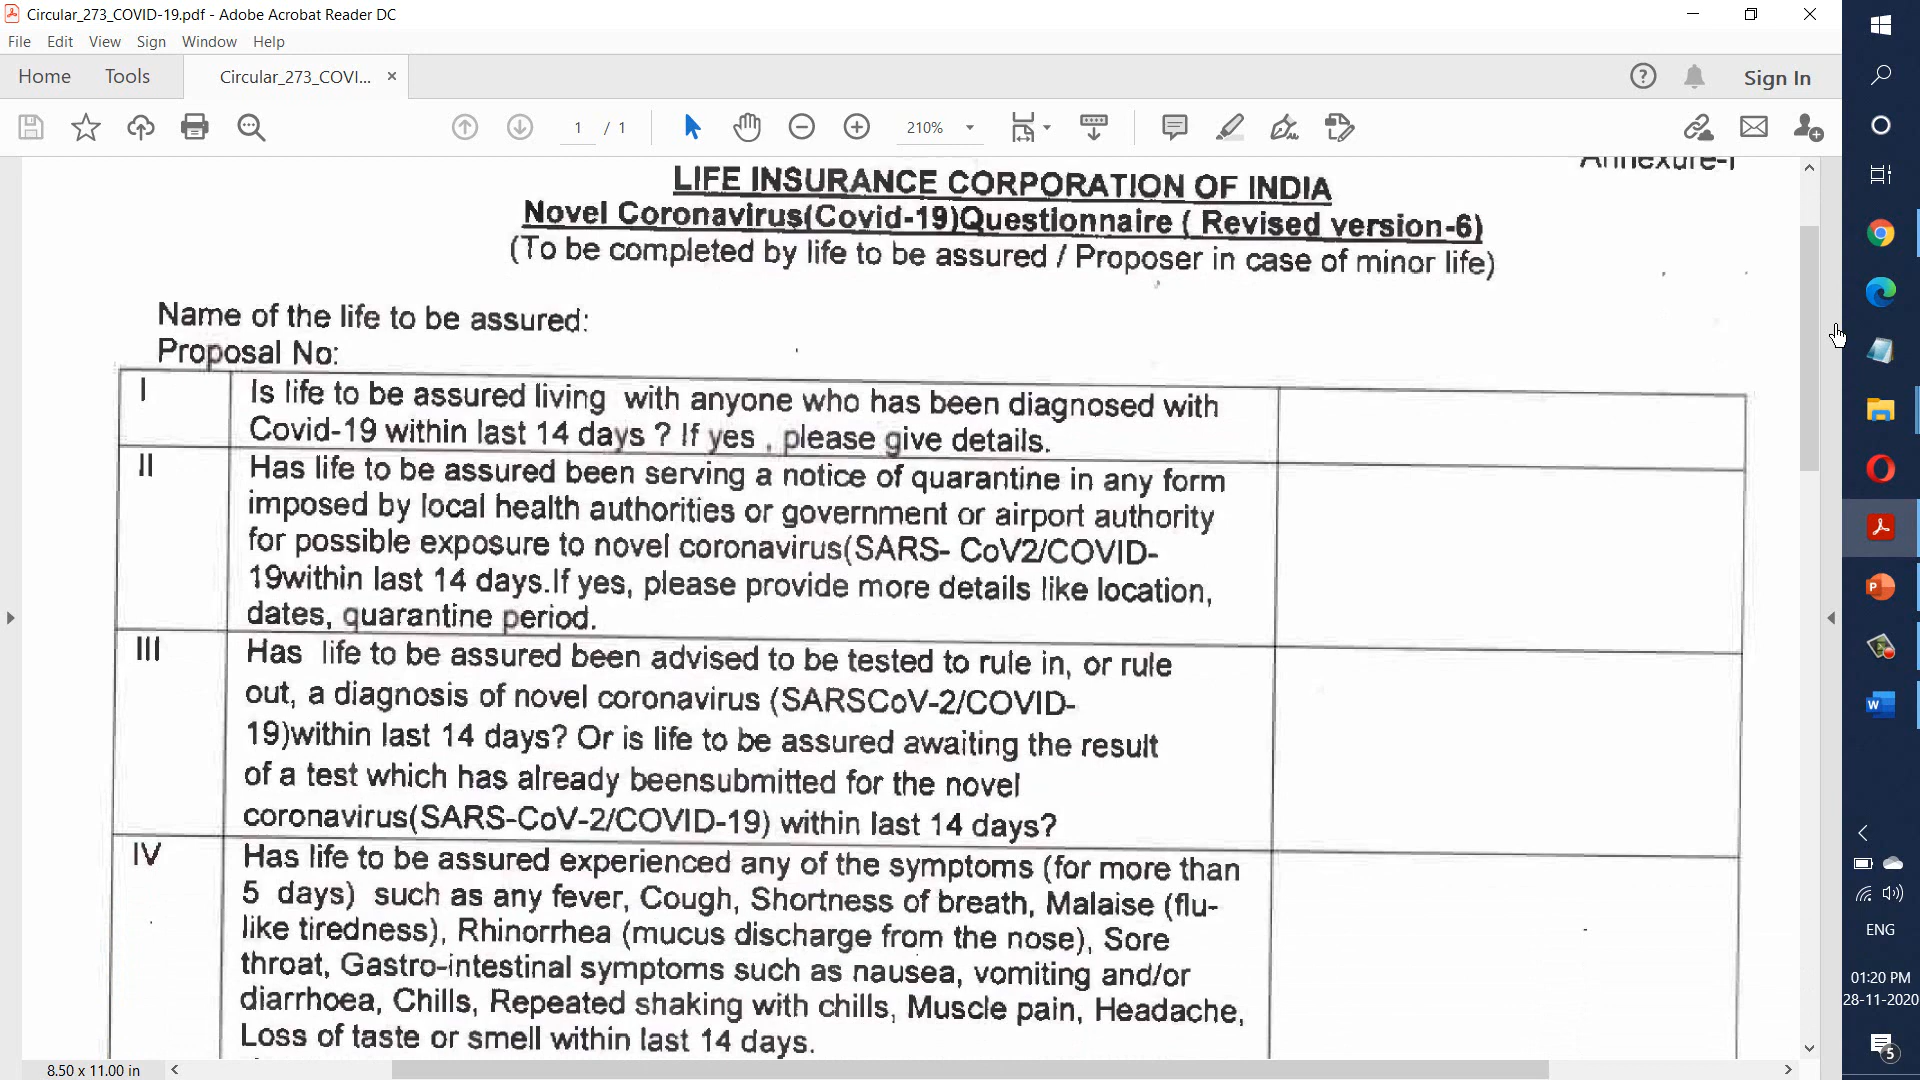 Circular_273_COVID-19.pdf - Adobe Acrobat Reader DC
File Edit View Sign Window Help
Home Tools Circular_273_COVI... × Sign In
1 / 1 210%
Annexure-I
LIFE INSURANCE CORPORATION OF INDIA
Novel Coronavirus(Covid-19)Questionnaire ( Revised version-6)
(To be completed by life to be assured / Proposer in case of minor life)
Name of the life to be assured:
Proposal No:
I Is life to be assured living with anyone who has been diagnosed with
Covid-19 within last 14 days ? If yes , please give details.
II Has life to be assured been serving a notice of quarantine in any form
imposed by local health authorities or government or airport authority
for possible exposure to novel coronavirus(SARS- CoV2/COVID-
19within last 14 days.If yes, please provide more details like location,
dates, quarantine period.
III Has life to be assured been advised to be tested to rule in, or rule
out, a diagnosis of novel coronavirus (SARSCoV-2/COVID-
19)within last 14 days? Or is life to be assured awaiting the result
of a test which has already beensubmitted for the novel
coronavirus(SARS-CoV-2/COVID-19) within last 14 days?
IV Has life to be assured experienced any of the symptoms (for more than
5 days) such as any fever, Cough, Shortness of breath, Malaise (flu-
like tiredness), Rhinorrhea (mucus discharge from the nose), Sore
throat, Gastro-intestinal symptoms such as nausea, vomiting and/or
diarrhoea, Chills, Repeated shaking with chills, Muscle pain, Headache,
Loss of taste or smell within last 14 days.
8.50 x 11.00 in
ENG
01:20 PM
28-11-2020
5